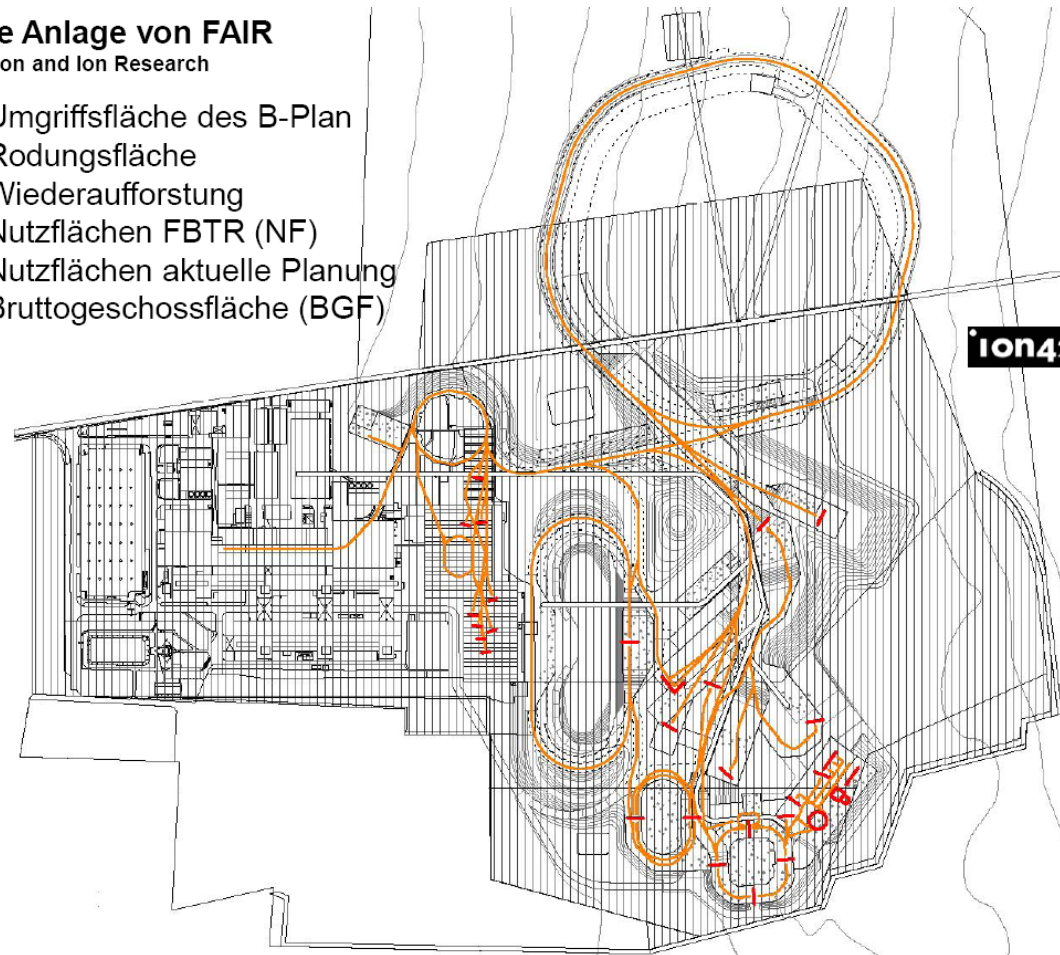 e Anlage von FAIR
on and Ion Research
Umgriffsfläche des B-Plan
Rodungsfläche
Wiederaufforstung
Nutzflächen FBTR (NF)
Nutzflächen aktuelle Planung
Bruttogeschossfläche (BGF)
ion42